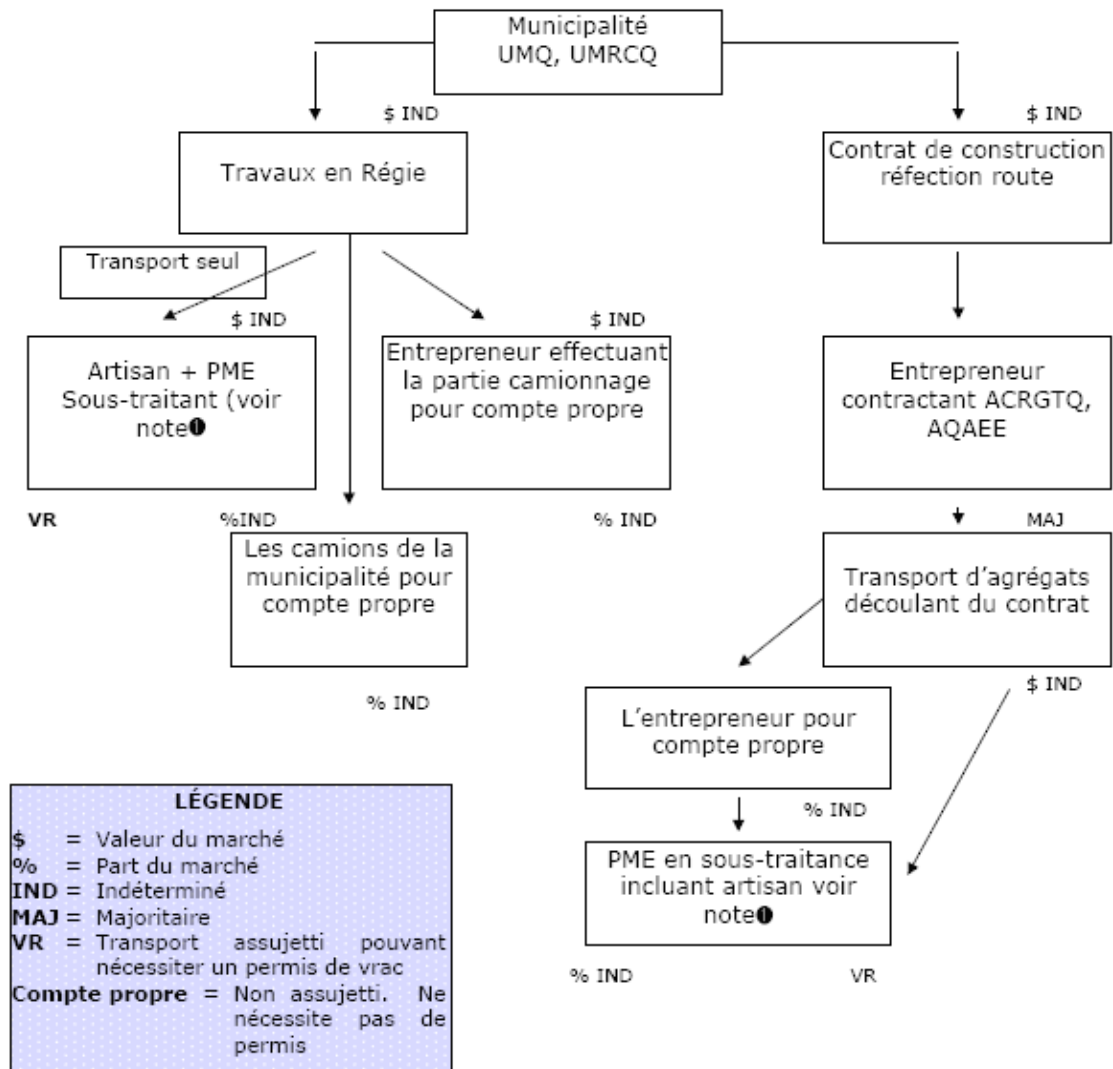 Municipalité
UMQ, UMRCQ
$ IND
$ IND
Travaux en Régie
Contrat de construction
réfection route
Transport seul
$ IND
$ IND
Artisan + PME
Sous-traitant (voir
note❶
Entrepreneur effectuant
la partie camionnage
pour compte propre
Entrepreneur
contractant ACRGTQ,
AQAEE
VR
%IND
% IND
MAJ
Les camions de la
municipalité pour
compte propre
Transport d'agrégats
découlant du contrat
% IND
$ IND
L'entrepreneur pour
compte propre
% IND
PME en sous-traitance
incluant artisan voir
note❶
% IND
VR
LÉGENDE
$ = Valeur du marché
% = Part du marché
IND = Indéterminé
MAJ = Majoritaire
VR = Transport assujetti pouvant
nécessiter un permis de vrac
Compte propre = Non assujetti. Ne
nécessite pas de
permis